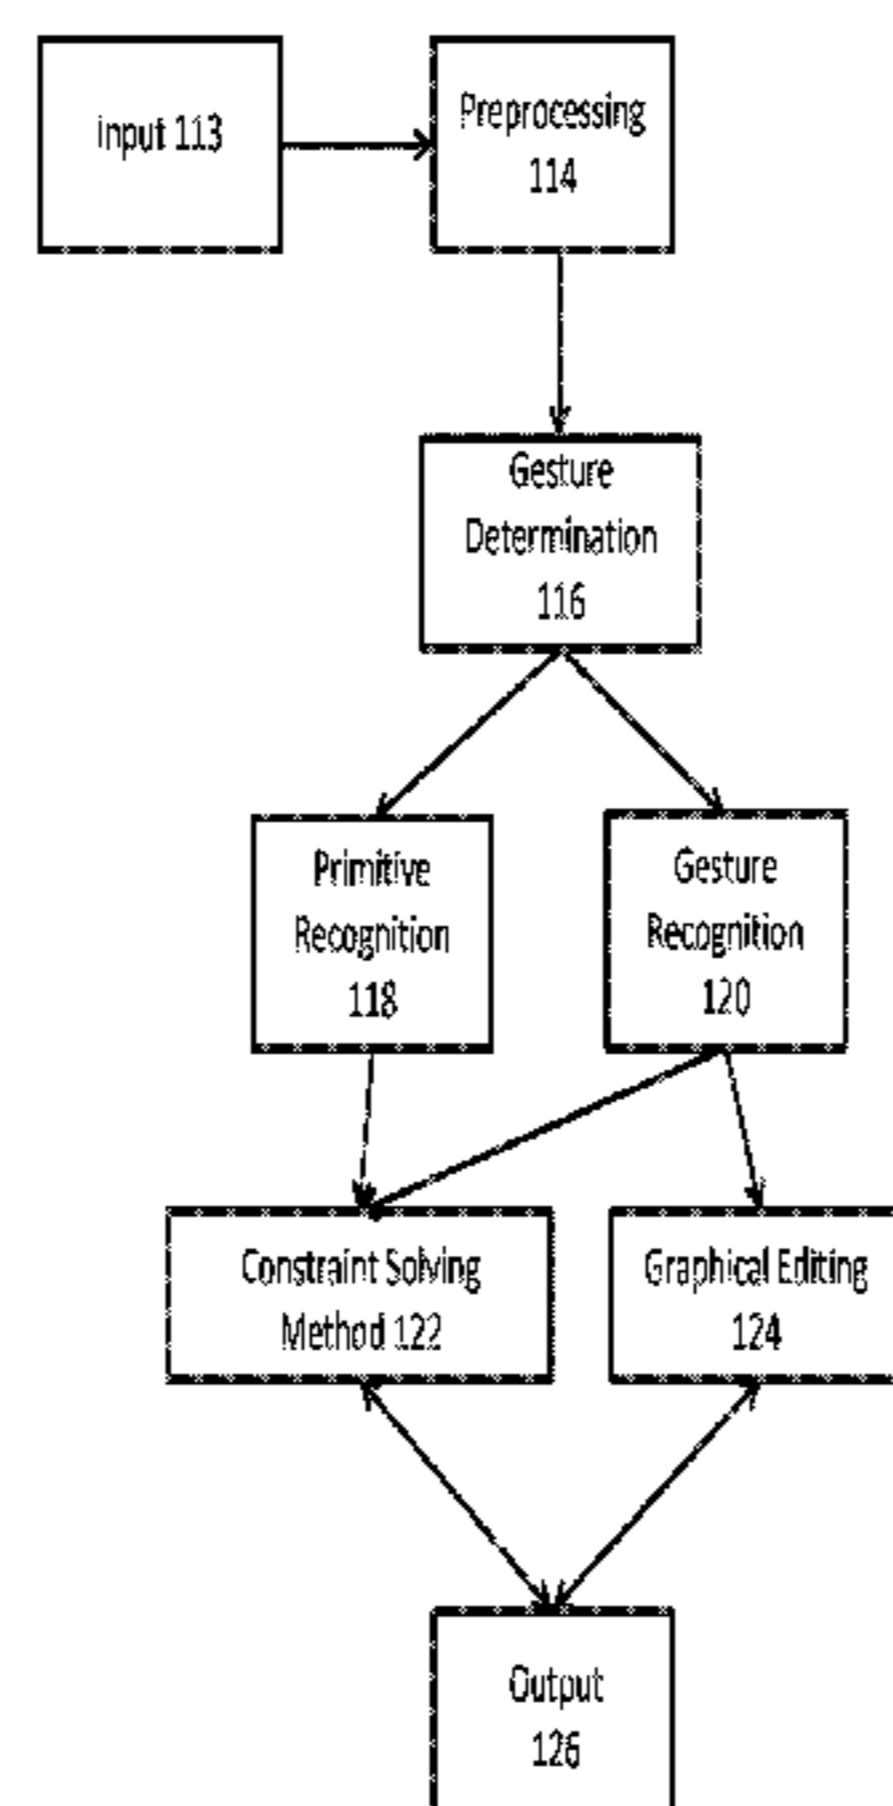 Input 113
Preprocessing
114
Gesture
Determination
116
Primitive
Recognition
118
Gesture
Recognition
120
Constraint Solving
Method 122
Graphical Editing
124
Output
126